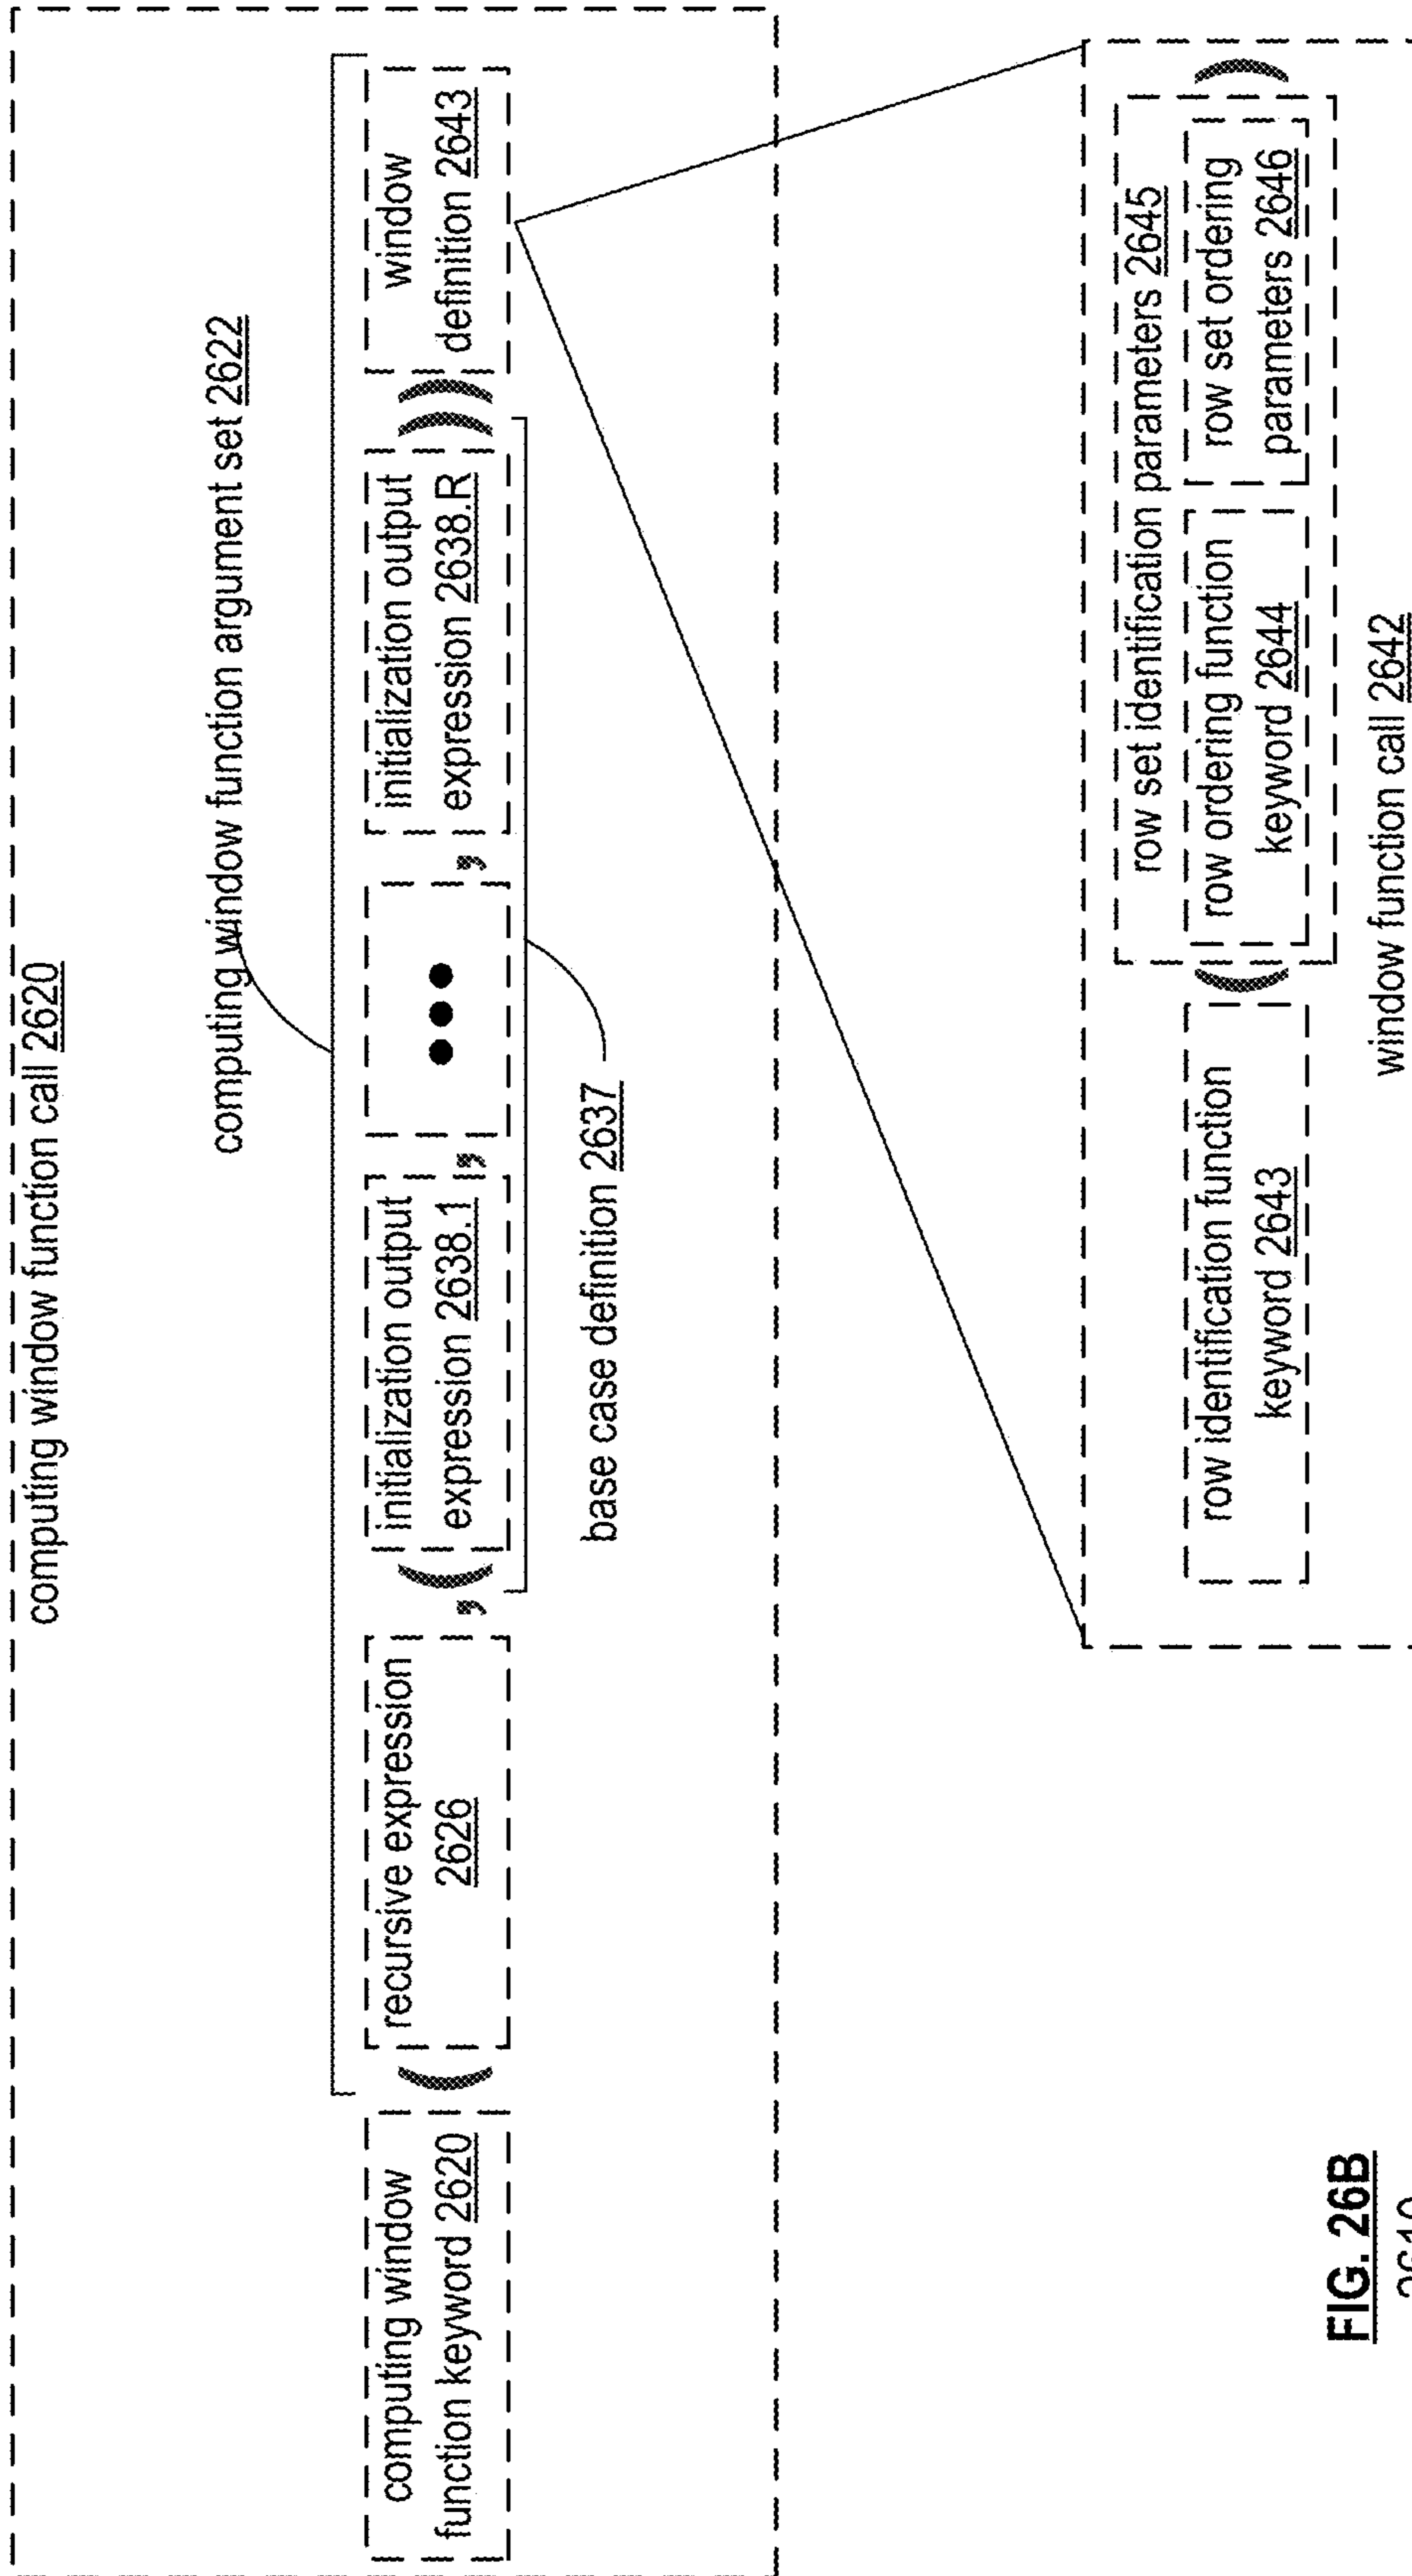 computing window function call 2620
computing window function argument set 2622
computing window
function keyword 2620
(
recursive expression
2626
,
(
initialization output
expression 2638.1
,
•••
,
initialization output
expression 2638.R
)
)
window
definition 2643
base case definition 2637
row identification function
keyword 2643
(
row set identification parameters 2645
row ordering function
keyword 2644
row set ordering
parameters 2646
)
window function call 2642
FIG. 26B